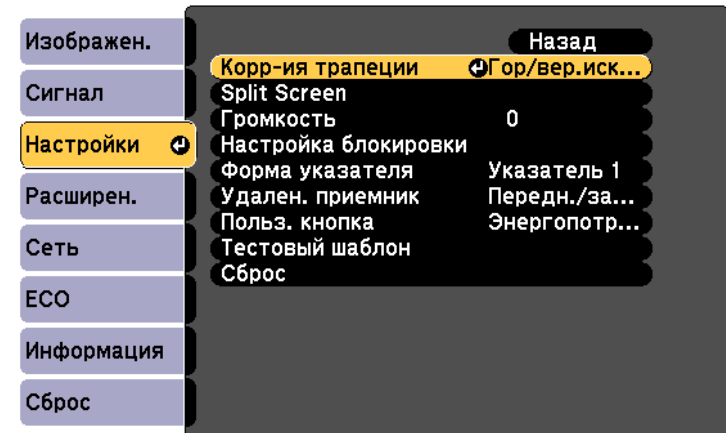 Изображен.
Сигнал
Настройки
Расширен.
Сеть
ECO
Информация
Сброс
Назад
Корр-ия трапеции Гор/вер.иск...
Split Screen
Громкость 0
Настройка блокировки
Форма указателя Указатель 1
Удален. приемник Передн./за...
Польз. кнопка Энергопотр...
Тестовый шаблон
Сброс